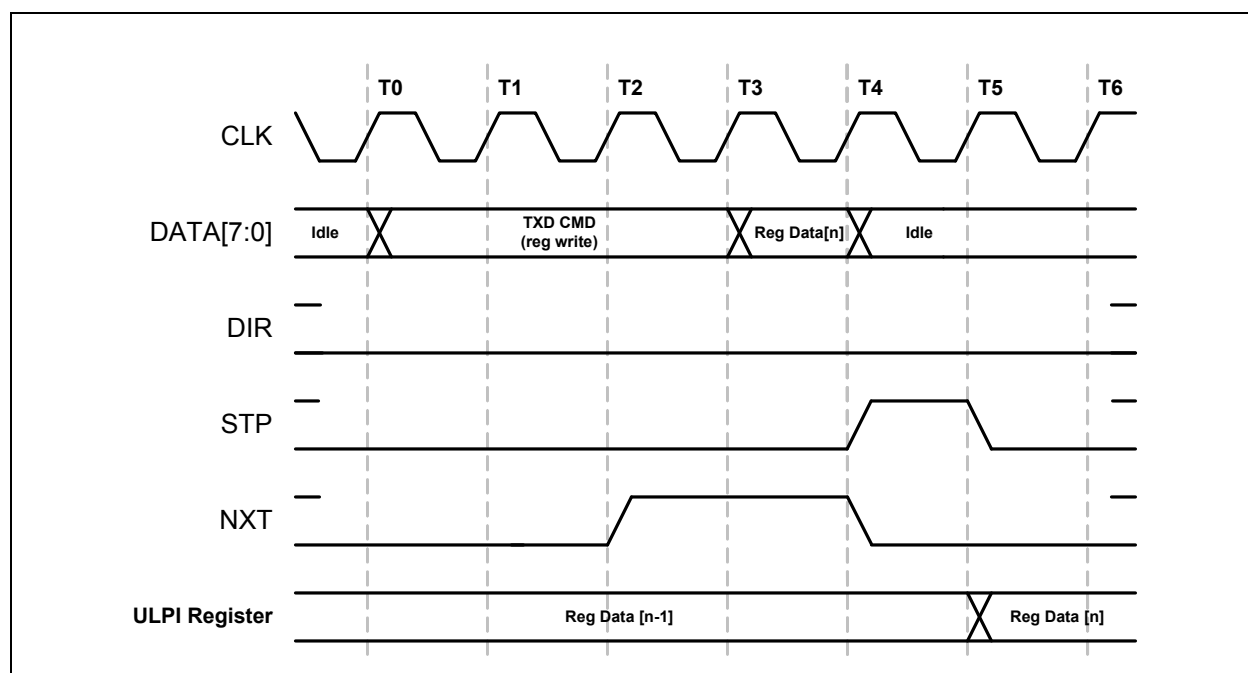 T0 T1 T2 T3 T4 T5 T6
CLK
DATA[7:0] Idle TXD CMD Reg Data[n] Idle
(reg write)
DIR
STP
NXT
ULPI Register Reg Data [n-1] Reg Data [n]